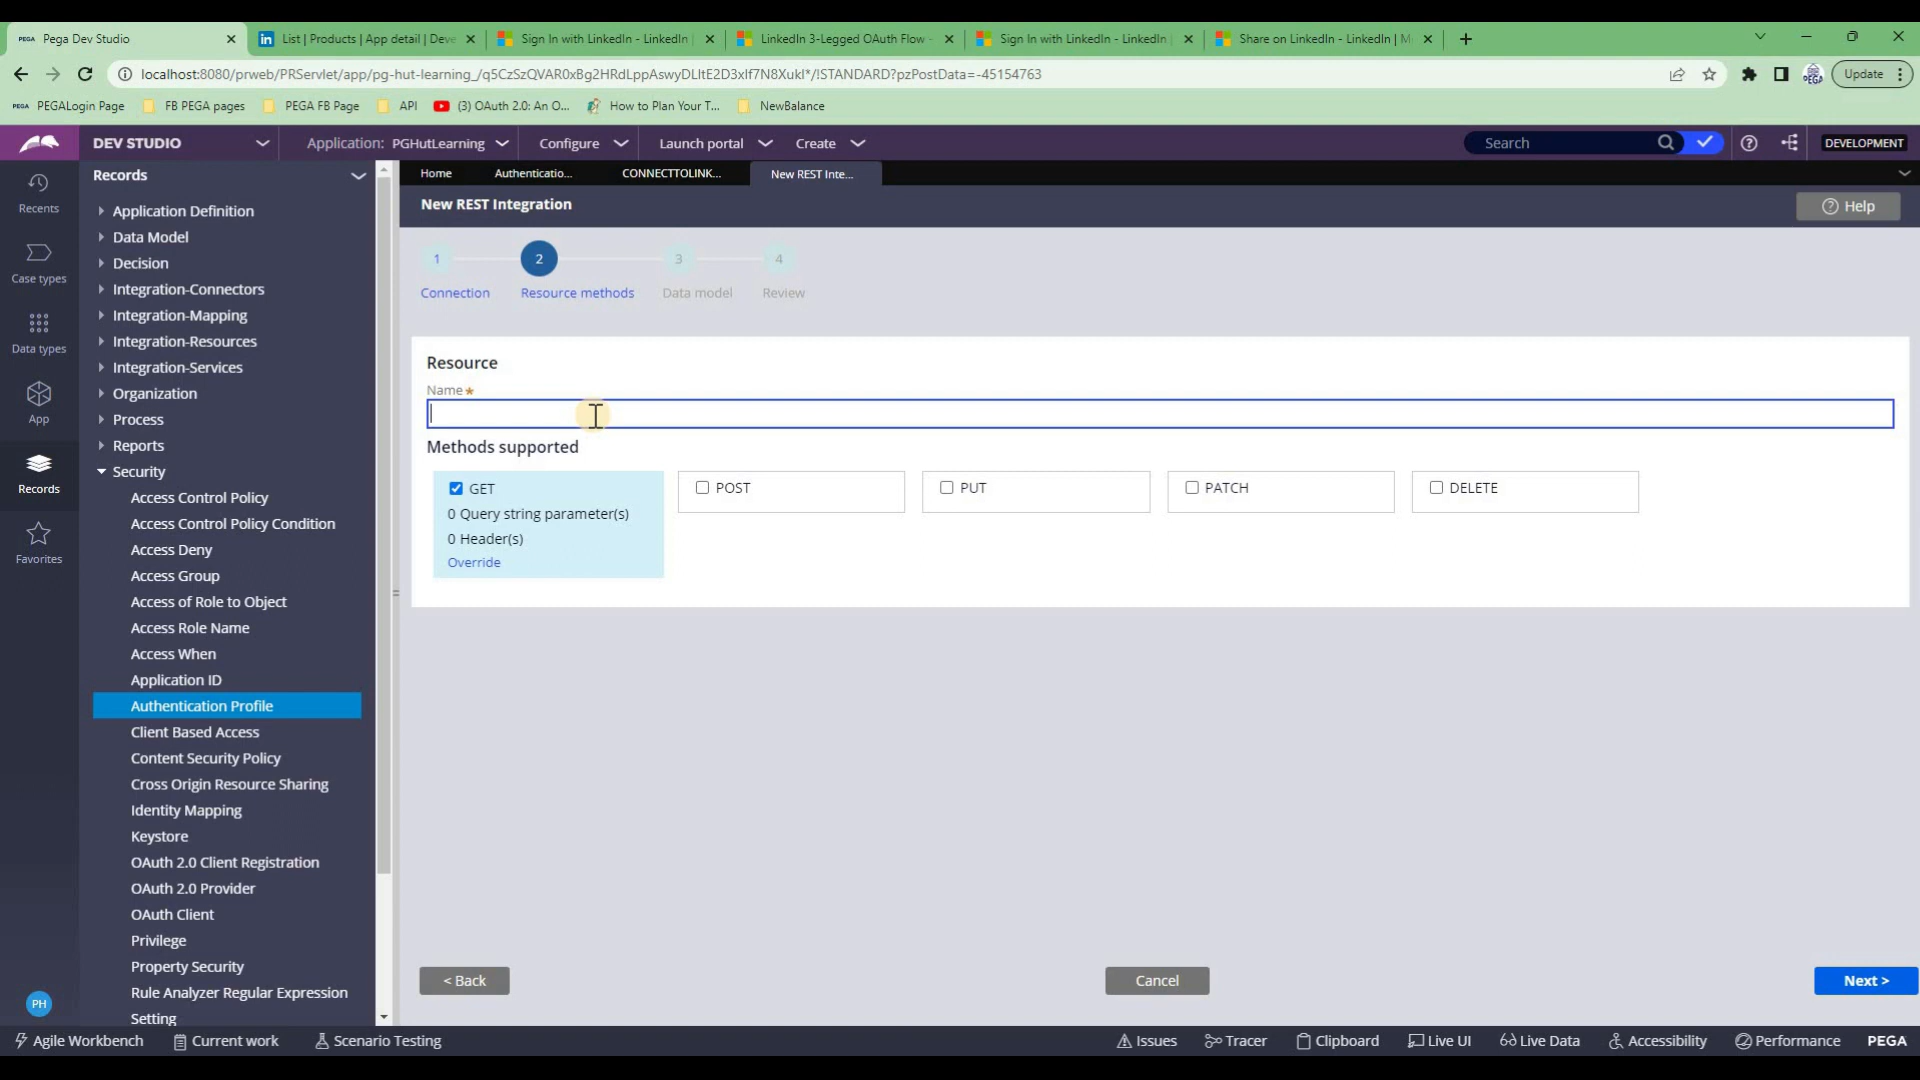 PEGA Pega Dev Studio
in List | Products | App detail | Deve
Sign In with LinkedIn - LinkedIn |
LinkedIn 3-Legged OAuth Flow -
Sign In with LinkedIn - LinkedIn |
Share on LinkedIn - LinkedIn | M
localhost:8080/prweb/PRServlet/app/pg-hut-learning_/q5CzSzQVAR0xBg2HRdLppAswyDLltE2D3xIf7N8Xukl*/!STANDARD?pzPostData=-45154763
PEGA
Update
PEGA PEGALogin Page
FB PEGA pages
PEGA FB Page
API
(3) OAuth 2.0: An O...
How to Plan Your T...
NewBalance
DEV STUDIO
Application: PGHutLearning
Configure
Launch portal
Create
Search
DEVELOPMENT
Recents
Case types
Data types
App
Records
Favorites
PH
Records
Application Definition
Data Model
Decision
Integration-Connectors
Integration-Mapping
Integration-Resources
Integration-Services
Organization
Process
Reports
Security
Access Control Policy
Access Control Policy Condition
Access Deny
Access Group
Access of Role to Object
Access Role Name
Access When
Application ID
Authentication Profile
Client Based Access
Content Security Policy
Cross Origin Resource Sharing
Identity Mapping
Keystore
OAuth 2.0 Client Registration
OAuth 2.0 Provider
OAuth Client
Privilege
Property Security
Rule Analyzer Regular Expression
Setting
Home
Authenticatio...
CONNECTTOLINK...
New REST Inte...
New REST Integration
Help
1
2
3
4
Connection
Resource methods
Data model
Review
Resource
Name *
Methods supported
GET
POST
PUT
PATCH
DELETE
0 Query string parameter(s)
0 Header(s)
Override
< Back
Cancel
Next >
Agile Workbench
Current work
Scenario Testing
Issues
Tracer
Clipboard
Live UI
Live Data
Accessibility
Performance
PEGA